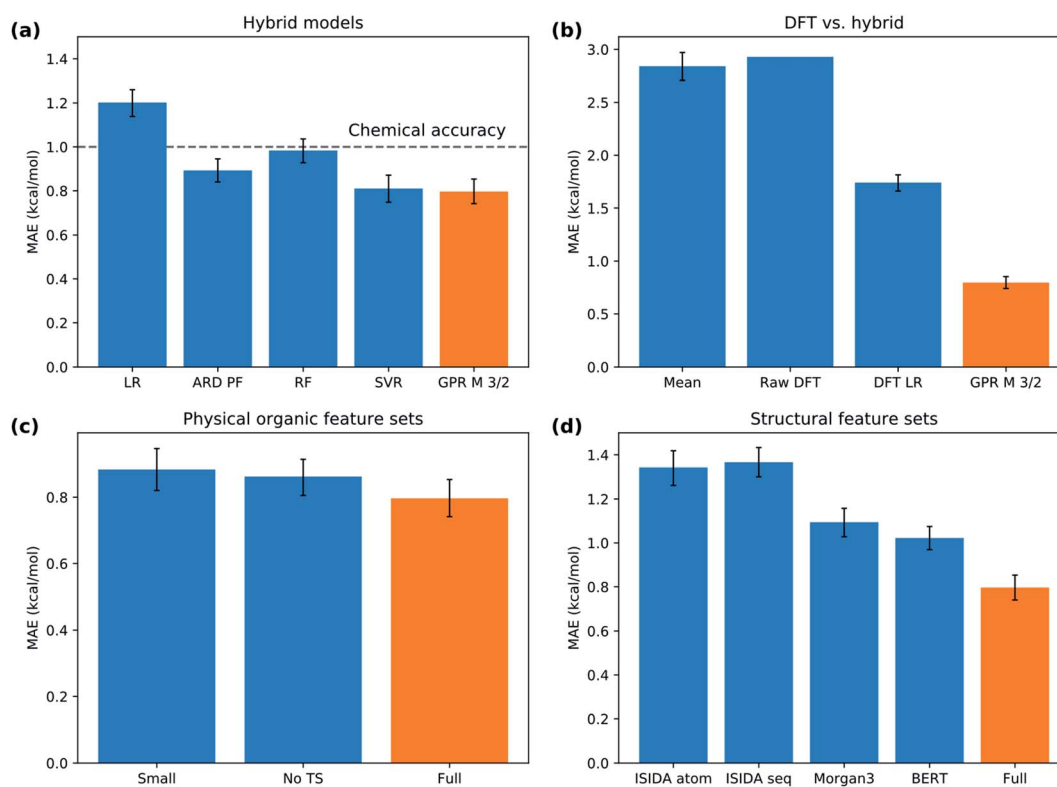 (a)
Hybrid models
MAE (kcal/mol)
1.4
1.2
1.0
0.8
0.6
0.4
0.2
0.0
Chemical accuracy
LR ARD PF RF SVR GPR M 3/2
(b)
DFT vs. hybrid
MAE (kcal/mol)
3.0
2.5
2.0
1.5
1.0
0.5
0.0
Mean Raw DFT DFT LR GPR M 3/2
(c)
Physical organic feature sets
MAE (kcal/mol)
0.8
0.6
0.4
0.2
0.0
Small No TS Full
(d)
Structural feature sets
MAE (kcal/mol)
1.4
1.2
1.0
0.8
0.6
0.4
0.2
0.0
ISIDA atom ISIDA seq Morgan3 BERT Full